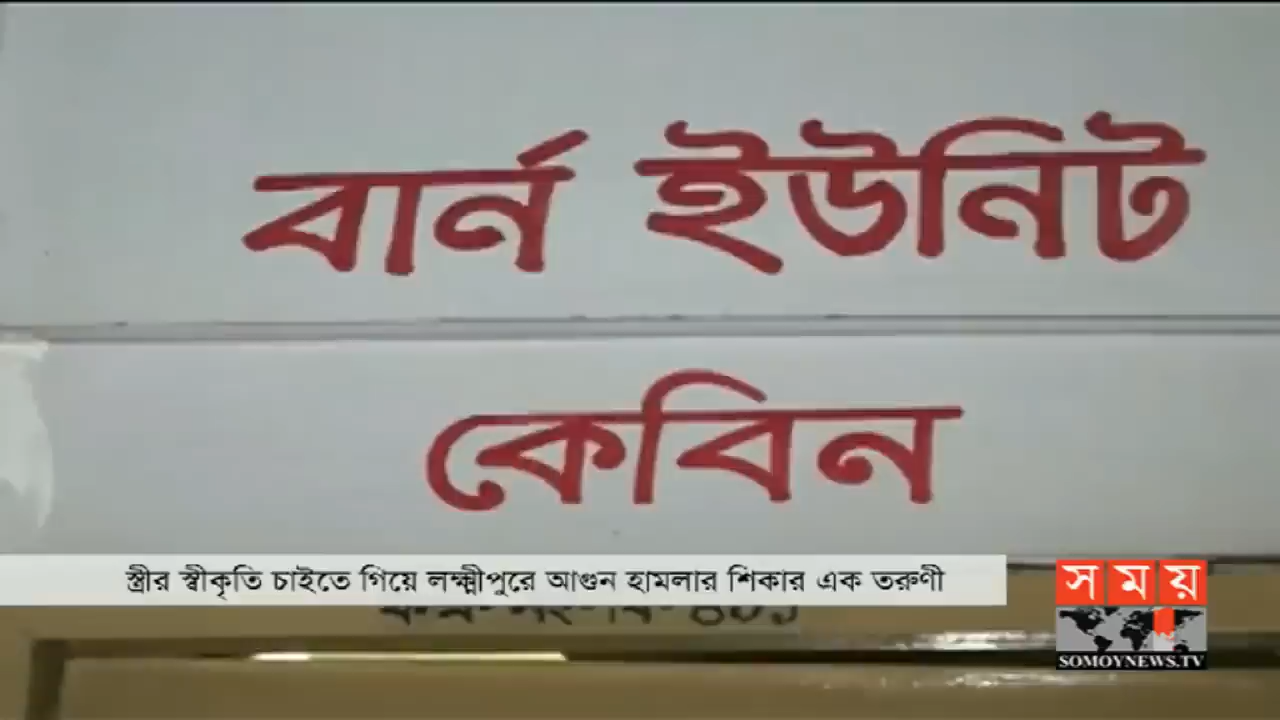 বার্ন ইউনিট
কেবিন
স্ত্রীর স্বীকৃতি চাইতে গিয়ে লক্ষ্মীপুরে আগুন হামলার শিকার এক তরুণী
সময়
SOMOYNEWS.TV